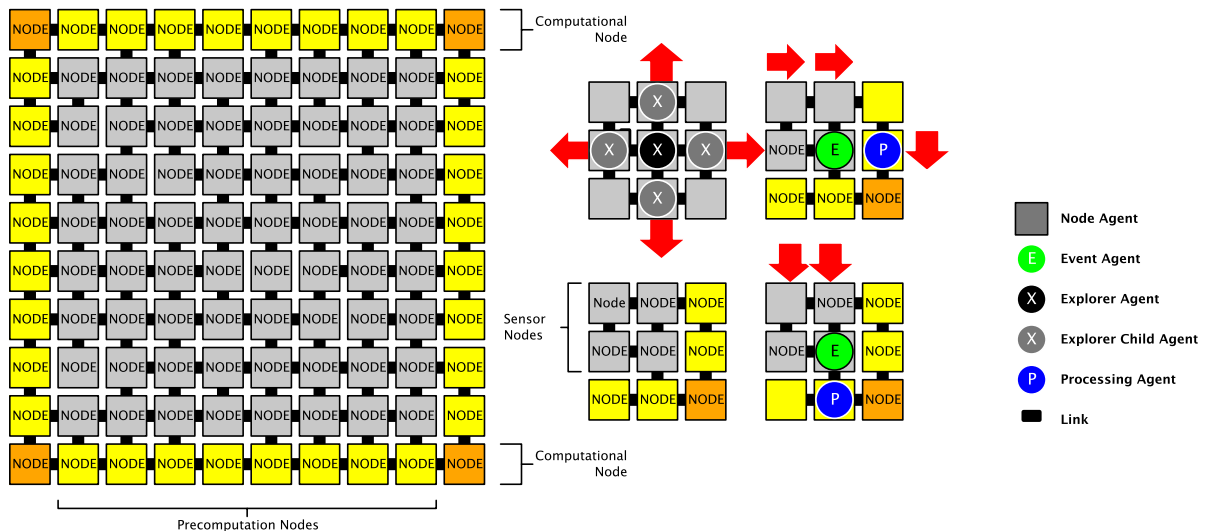 NODE NODE NODE NODE NODE NODE NODE NODE NODE NODE
NODE NODE NODE NODE NODE NODE NODE NODE NODE NODE
NODE NODE NODE NODE NODE NODE NODE NODE NODE NODE
NODE NODE NODE NODE NODE NODE NODE NODE NODE NODE
NODE NODE NODE NODE NODE NODE NODE NODE NODE NODE
NODE NODE NODE NODE NODE NODE NODE NODE NODE NODE
NODE NODE NODE NODE NODE NODE NODE NODE NODE NODE
NODE NODE NODE NODE NODE NODE NODE NODE NODE NODE
NODE NODE NODE NODE NODE NODE NODE NODE NODE NODE
NODE NODE NODE NODE NODE NODE NODE NODE NODE NODE
Precomputation Nodes
Computational
Node
Computational
Node
X
X X X
X
NODE E P
NODE NODE NODE
Sensor
Nodes
Node NODE NODE
NODE NODE NODE
NODE NODE NODE
NODE NODE
NODE E NODE
P NODE
Node Agent
E Event Agent
X Explorer Agent
X Explorer Child Agent
P Processing Agent
Link